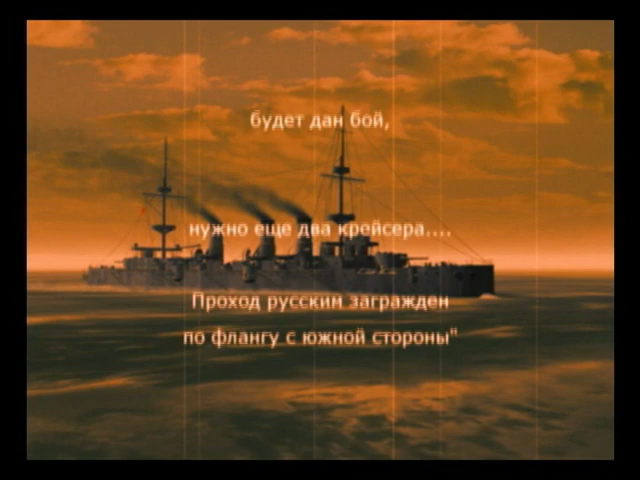 будет дан бой,
нужно еще два крейсера....
Проход русским загражден
по флангу с южной стороны"